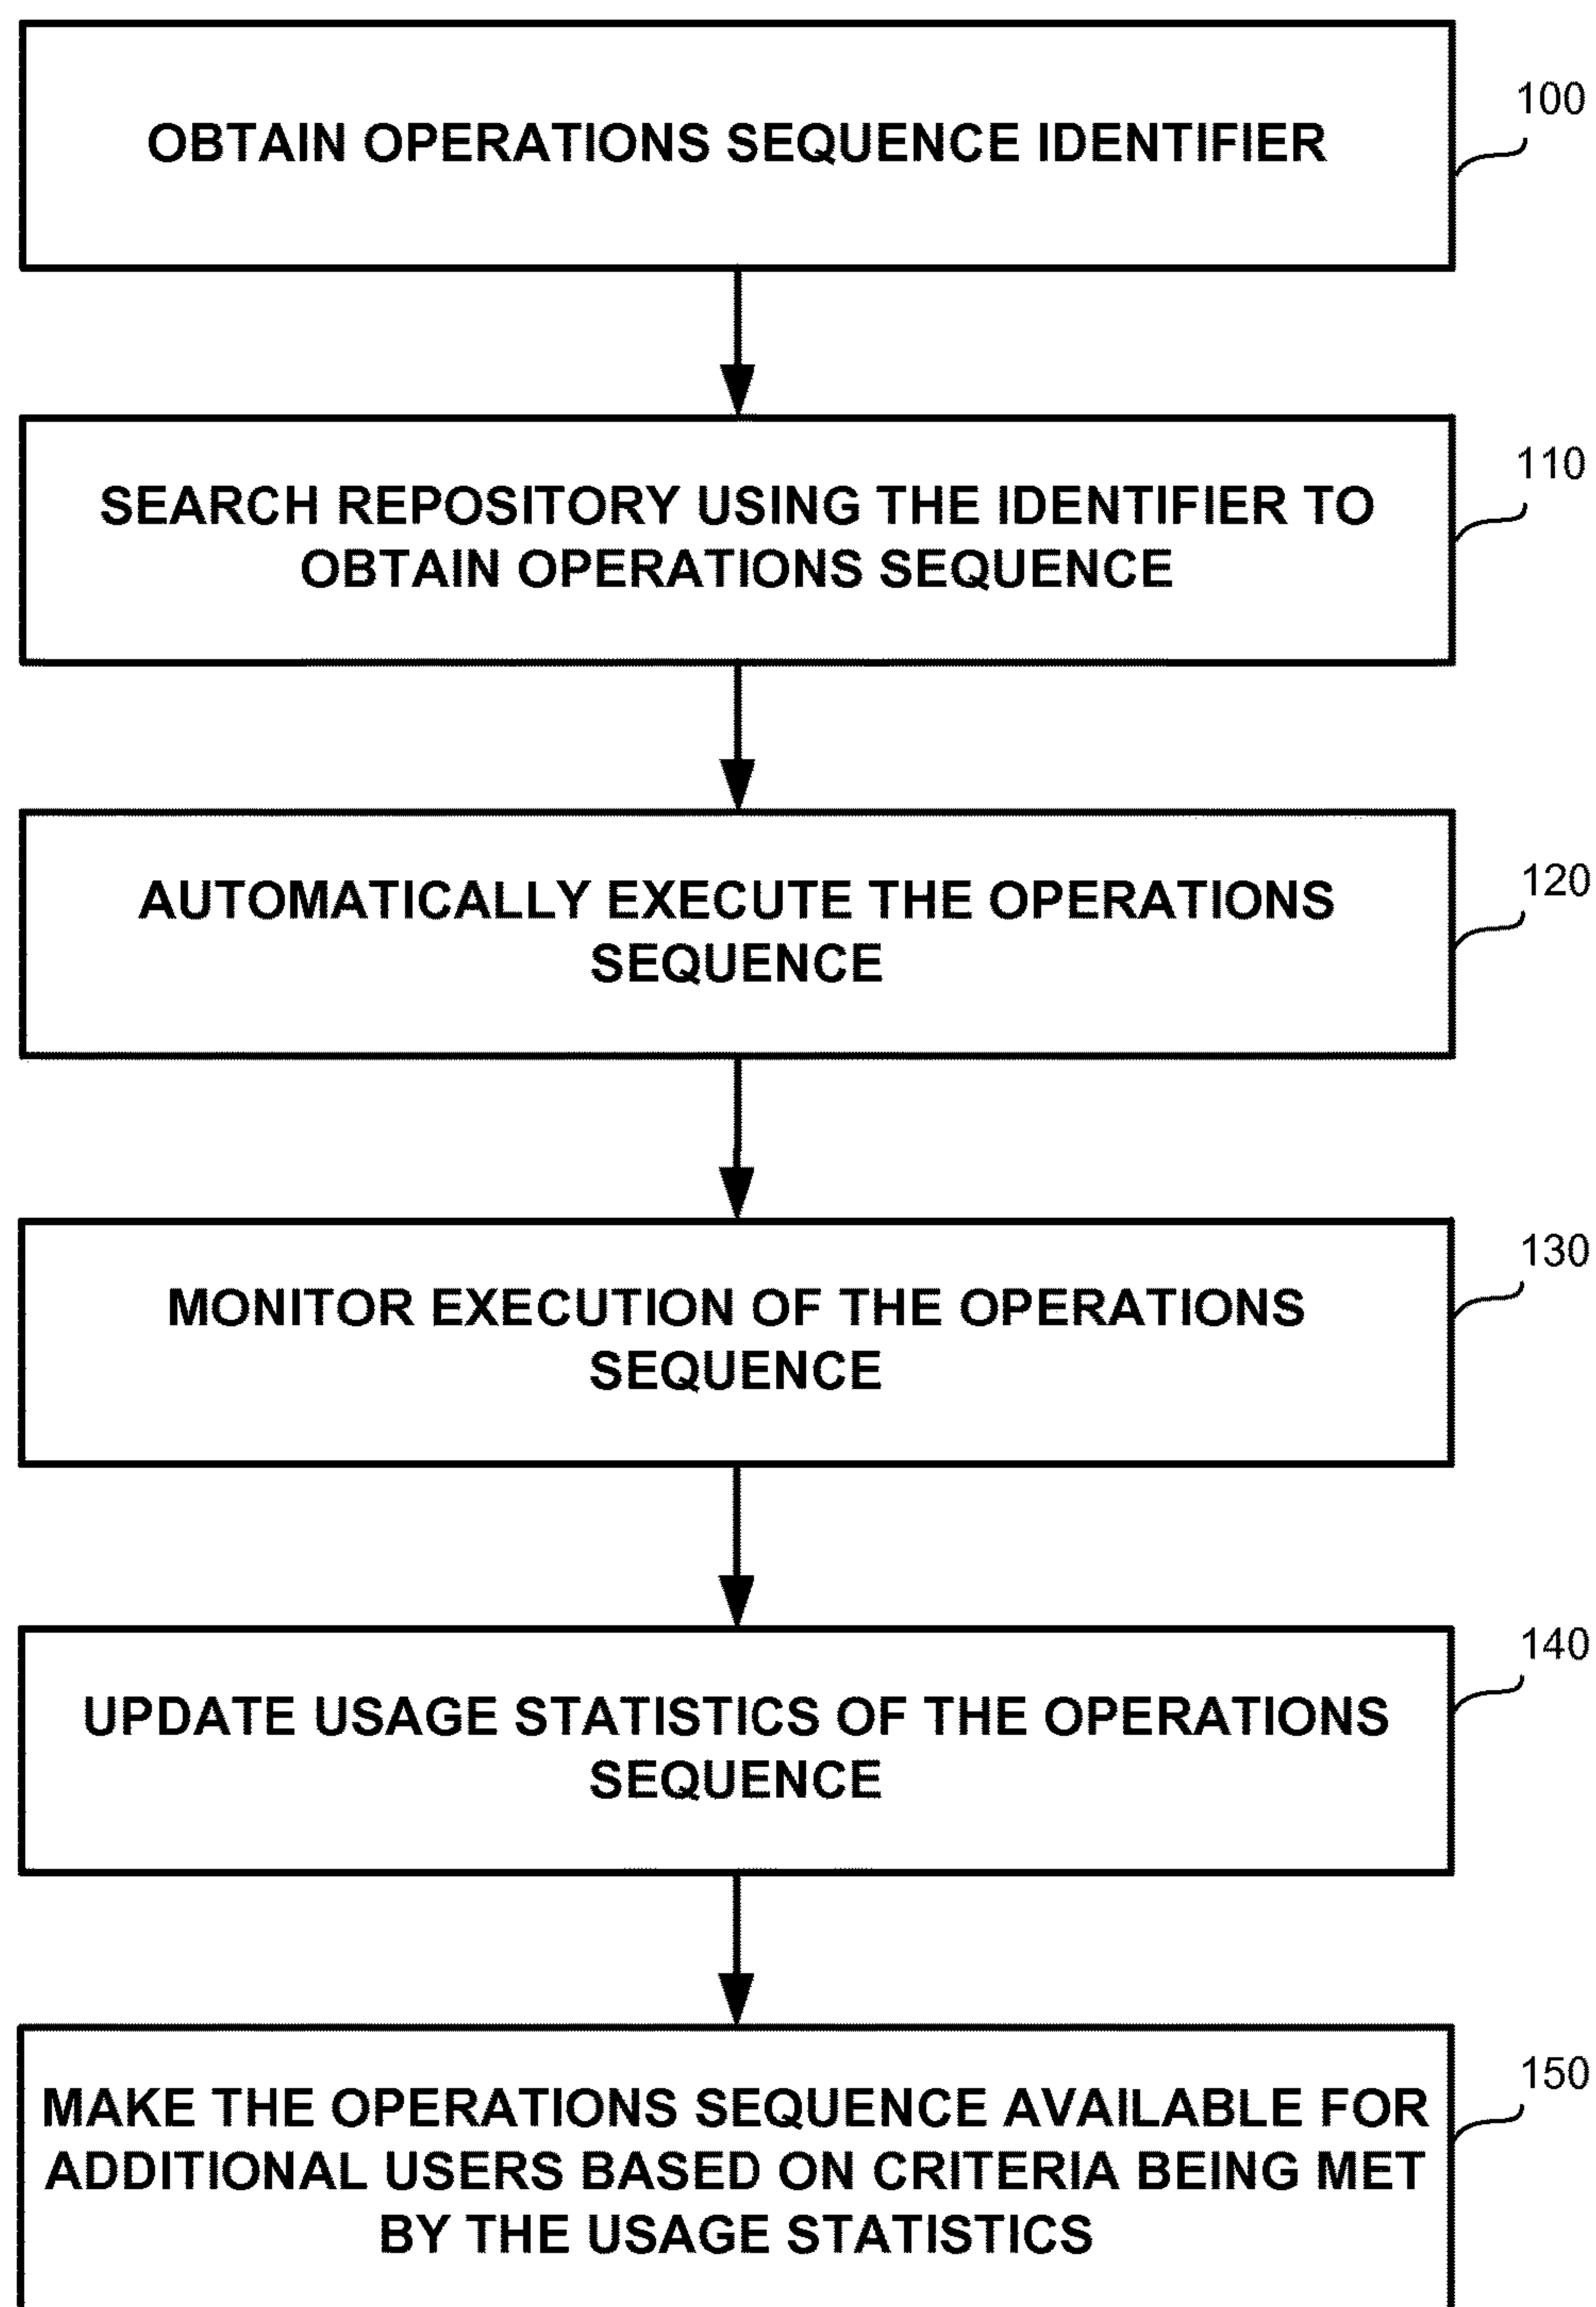 OBTAIN OPERATIONS SEQUENCE IDENTIFIER
100
SEARCH REPOSITORY USING THE IDENTIFIER TO
OBTAIN OPERATIONS SEQUENCE
110
AUTOMATICALLY EXECUTE THE OPERATIONS
SEQUENCE
120
MONITOR EXECUTION OF THE OPERATIONS
SEQUENCE
130
UPDATE USAGE STATISTICS OF THE OPERATIONS
SEQUENCE
140
MAKE THE OPERATIONS SEQUENCE AVAILABLE FOR
ADDITIONAL USERS BASED ON CRITERIA BEING MET
BY THE USAGE STATISTICS
150